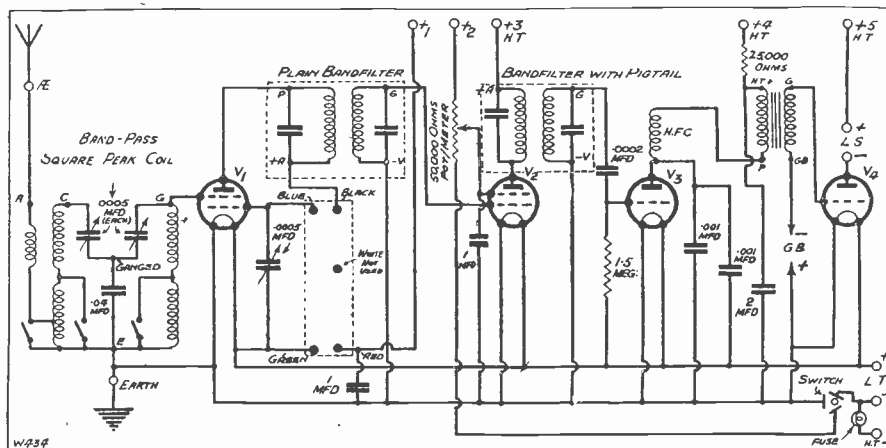 +1
+2
+3
HT
+4
HT
+5
HT
25,000
OHMS
PLAIN BANDFILTER
BANDFILTER WITH PIGTAIL
Æ
P
G
+A
-V
+A
G
-V
50,000 OHMS
POT/METER
HT+
G
P
GB
+
LS
-
BAND-PASS
SQUARE PEAK COIL
.0005
MFD
(EACH)
A
C
G
+
GANGED
.04
MFD
E
EARTH
V1
BLUE
BLACK
.0005
MFD
WHITE
NOT
USED
GREEN
RED
1
MFD
V2
1
MFD
.0002
MFD
H.F.C
V3
1.5
MEG:
.001
MFD
.001
MFD
2
MFD
V4
-
GB
+
+
LT
-
SWITCH
FUSE
H.T-
W434